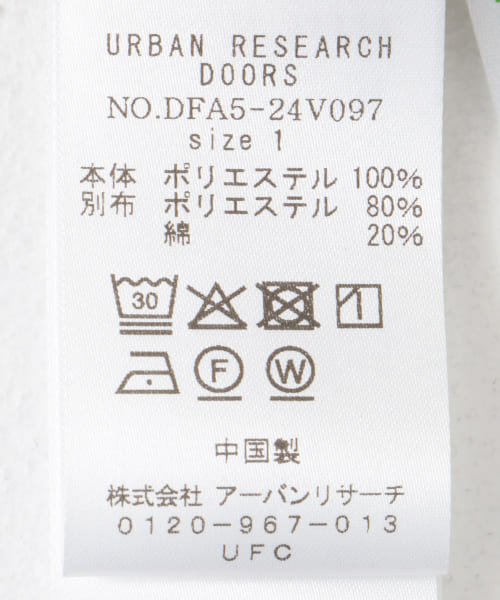 URBAN RESEARCH
DOORS
NO.DFA5-24V097
size 1
本体 ポリエステル 100%
別布 ポリエステル 80%
綿 20%
30
F W
中国製
株式会社 アーバンリサーチ
0120-967-013
UFC